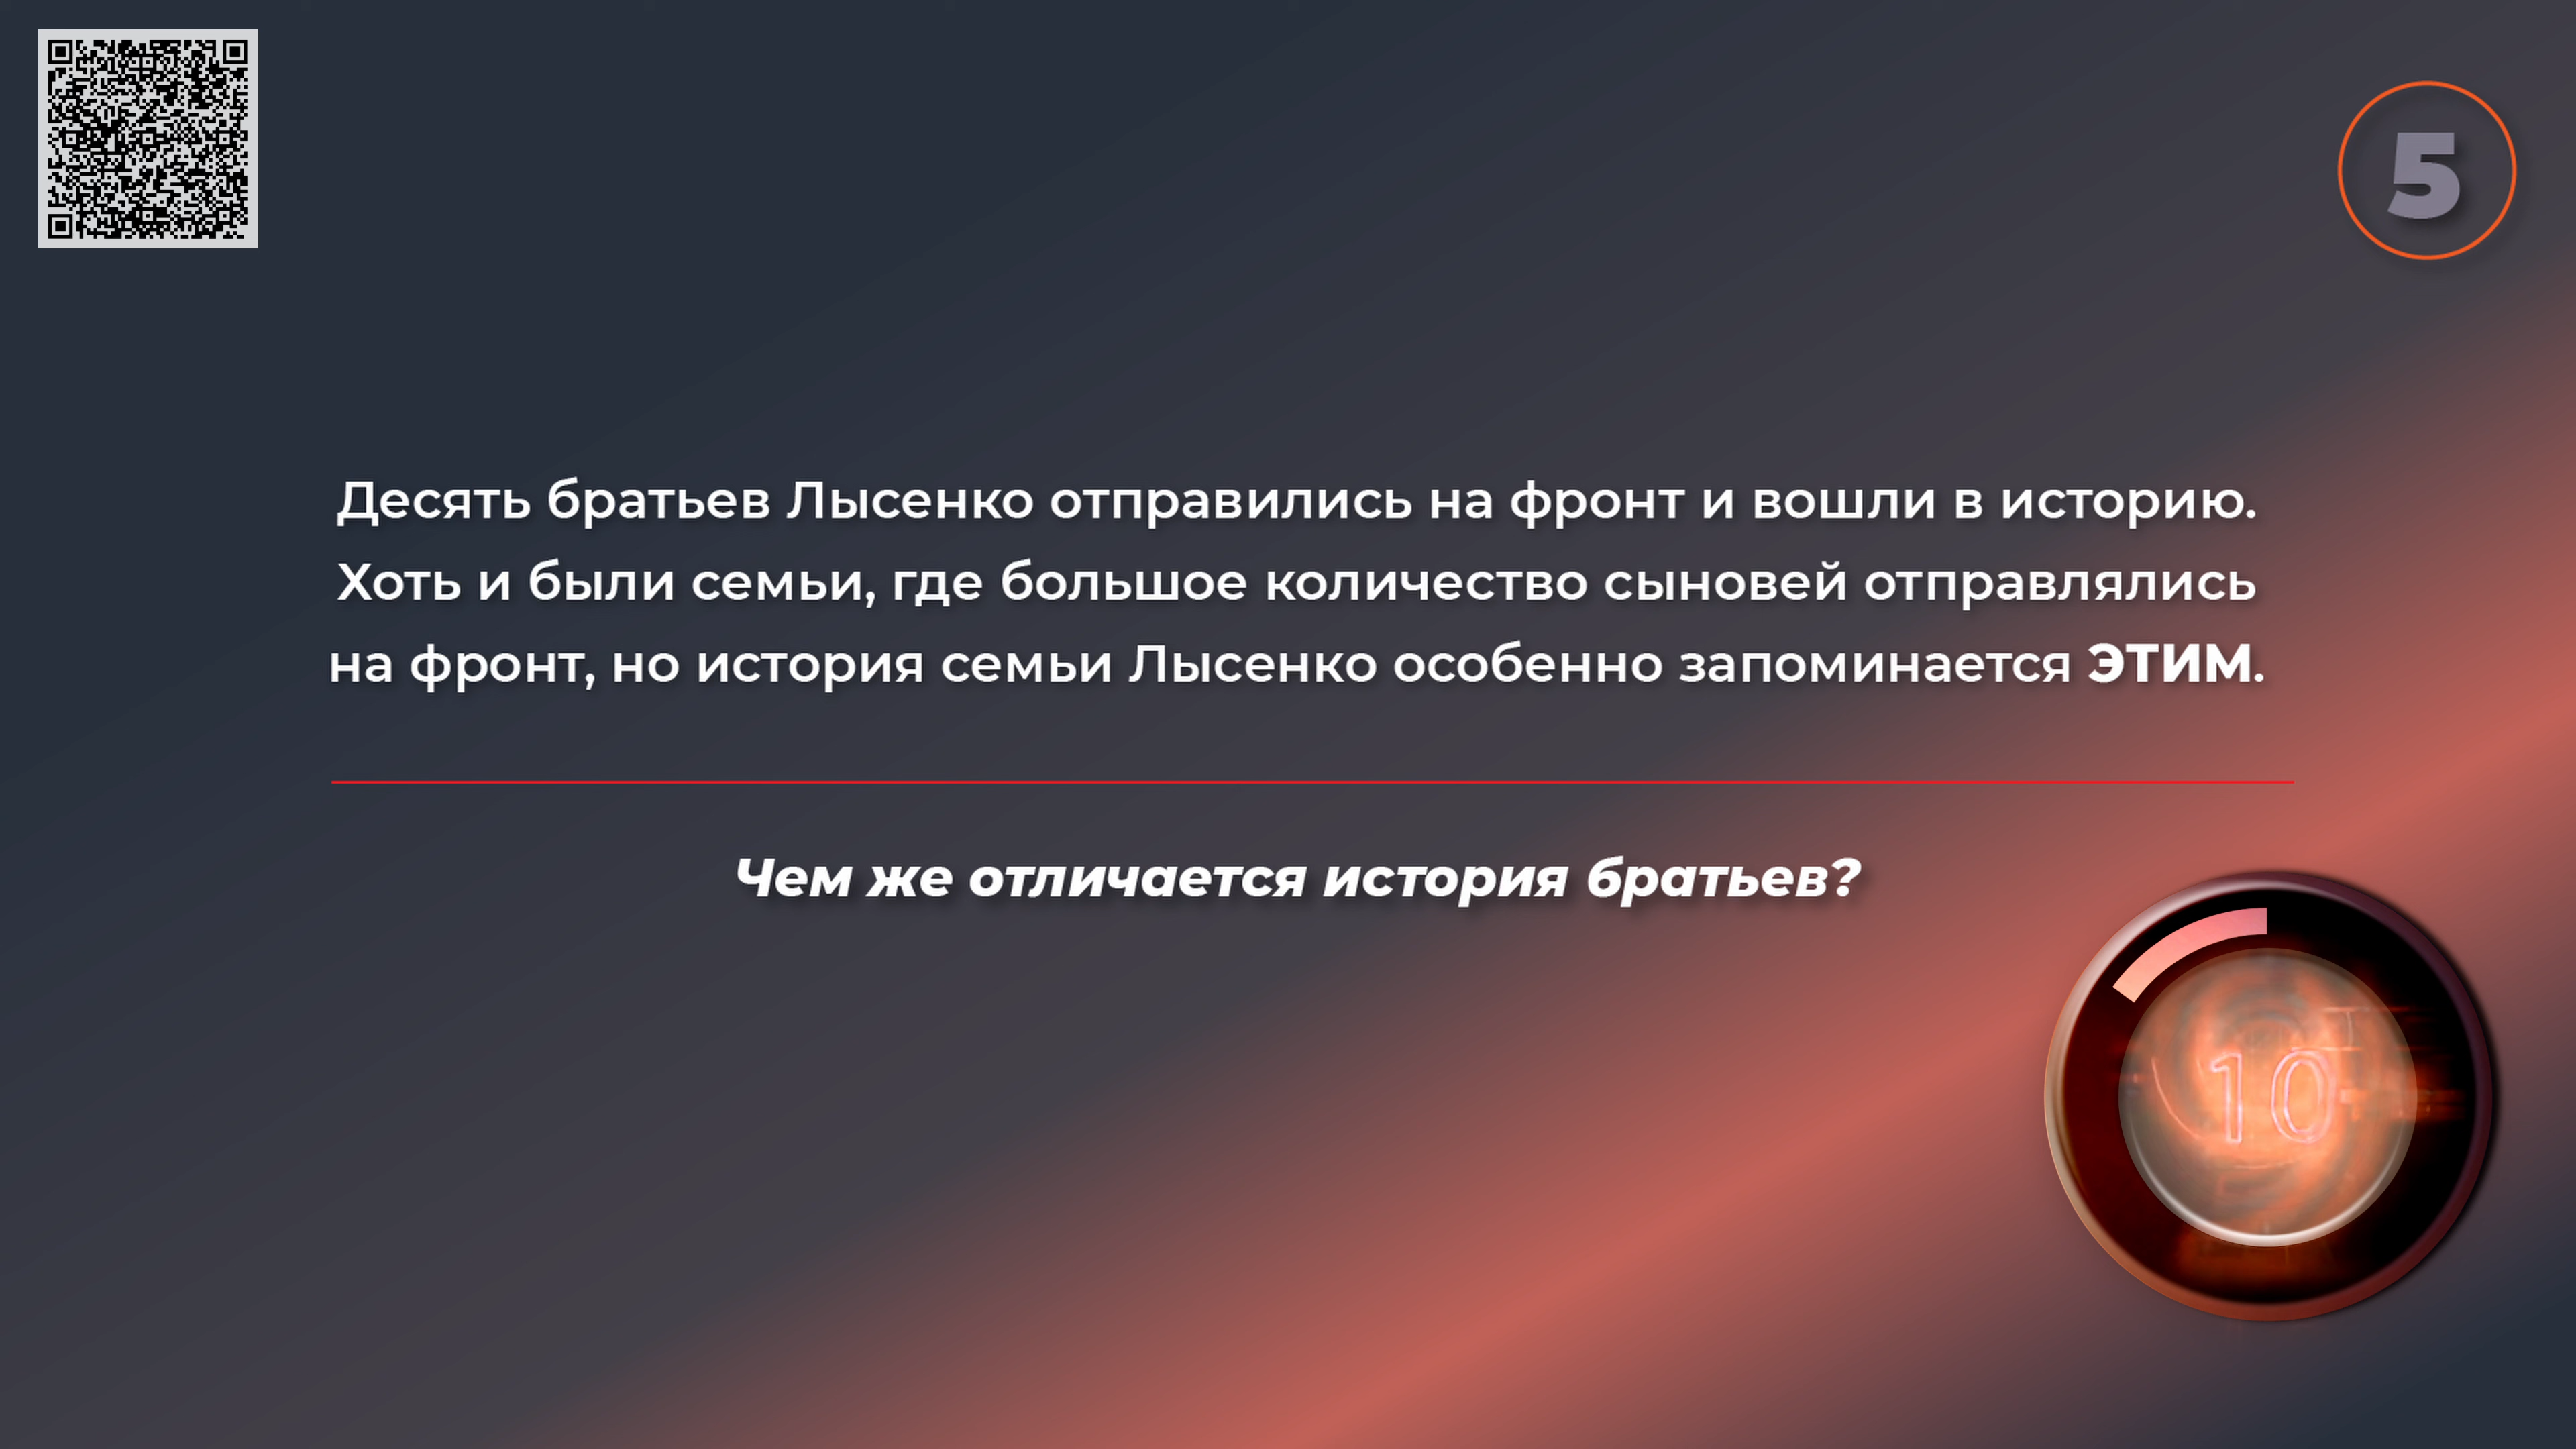 5
Десять братьев Лысенко отправились на фронт и вошли в историю.
Хоть и были семьи, где большое количество сыновей отправлялись
на фронт, но история семьи Лысенко особенно запоминается ЭТИМ.
Чем же отличается история братьев?
10